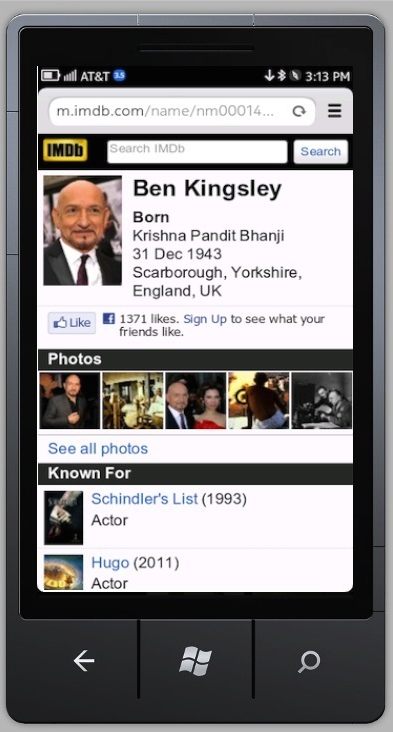 AT&T 3.5 3:13 PM
m.imdb.com/name/nm00014...
IMDb Search IMDb Search
Ben Kingsley
Born
Krishna Pandit Bhanji
31 Dec 1943
Scarborough, Yorkshire,
England, UK
Like 1371 likes. Sign Up to see what your
friends like.
Photos
See all photos
Known For
Schindler's List (1993)
Actor
Hugo (2011)
Actor